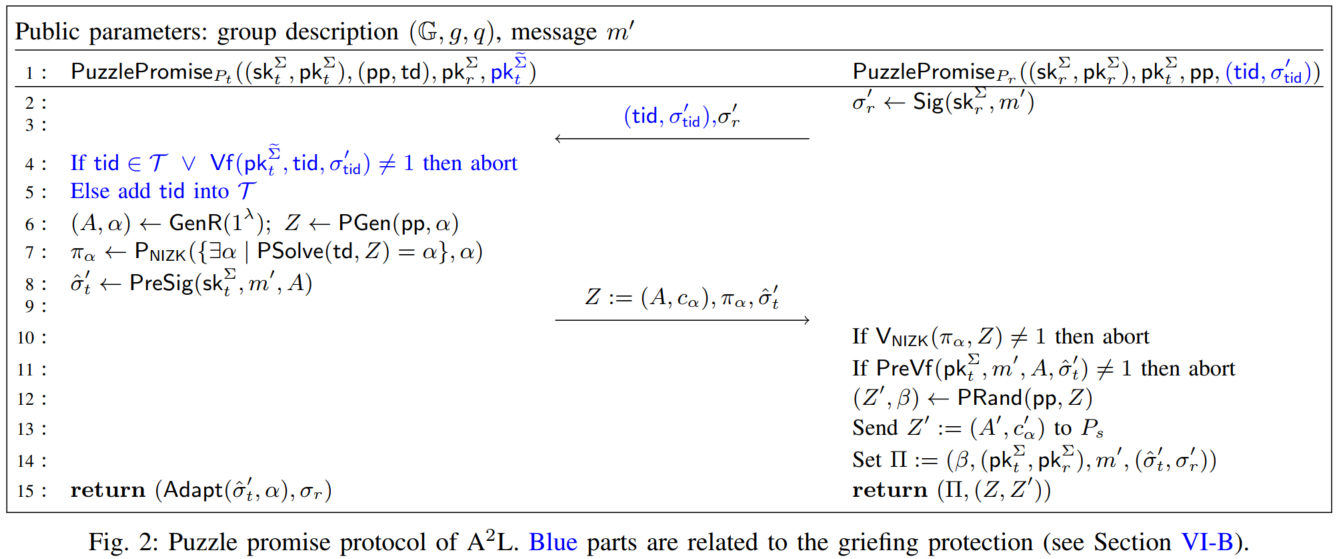 Public parameters: group description (𝔾, g, q), message m′
1 : PuzzlePromise_{P_t}((sk_t^Σ, pk_t^Σ), (pp, td), pk_r^Σ, pk_t^{Σ̃}) PuzzlePromise_{P_r}((sk_r^Σ, pk_r^Σ), pk_t^Σ, pp, (tid, σ′_tid))
2 : σ′_r ← Sig(sk_r^Σ, m′)
3 : (tid, σ′_tid),σ′_r
4 : If tid ∈ 𝒯 ∨ Vf(pk_t^{Σ̃}, tid, σ′_tid) ≠ 1 then abort
5 : Else add tid into 𝒯
6 : (A, α) ← GenR(1^λ); Z ← PGen(pp, α)
7 : π_α ← P_NIZK({∃α | PSolve(td, Z) = α}, α)
8 : σ̂′_t ← PreSig(sk_t^Σ, m′, A)
9 : Z := (A, c_α), π_α, σ̂′_t
10 : If V_NIZK(π_α, Z) ≠ 1 then abort
11 : If PreVf(pk_t^Σ, m′, A, σ̂′_t) ≠ 1 then abort
12 : (Z′, β) ← PRand(pp, Z)
13 : Send Z′ := (A′, c′_α) to P_s
14 : Set Π := (β, (pk_t^Σ, pk_r^Σ), m′, (σ̂′_t, σ′_r))
15 : return (Adapt(σ̂′_t, α), σ_r) return (Π, (Z, Z′))
Fig. 2: Puzzle promise protocol of A²L. Blue parts are related to the griefing protection (see Section VI-B).